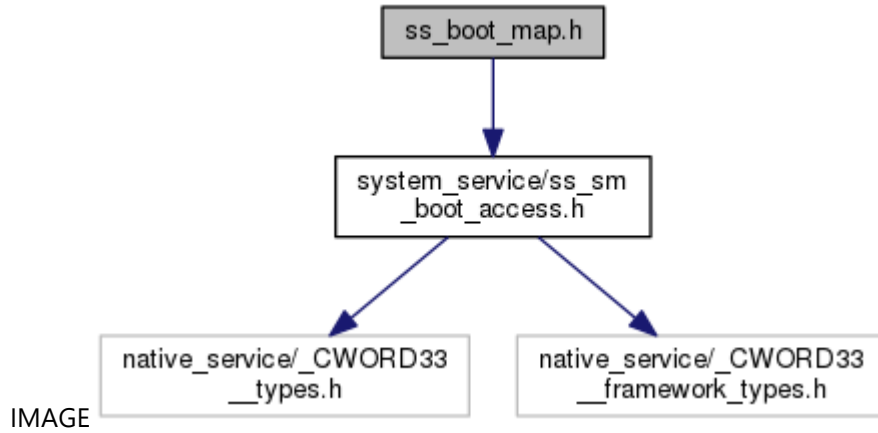 ss_boot_map.h
system_service/ss_sm
_boot_access.h
native_service/_CWORD33
__types.h
native_service/_CWORD33
__framework_types.h
IMAGE